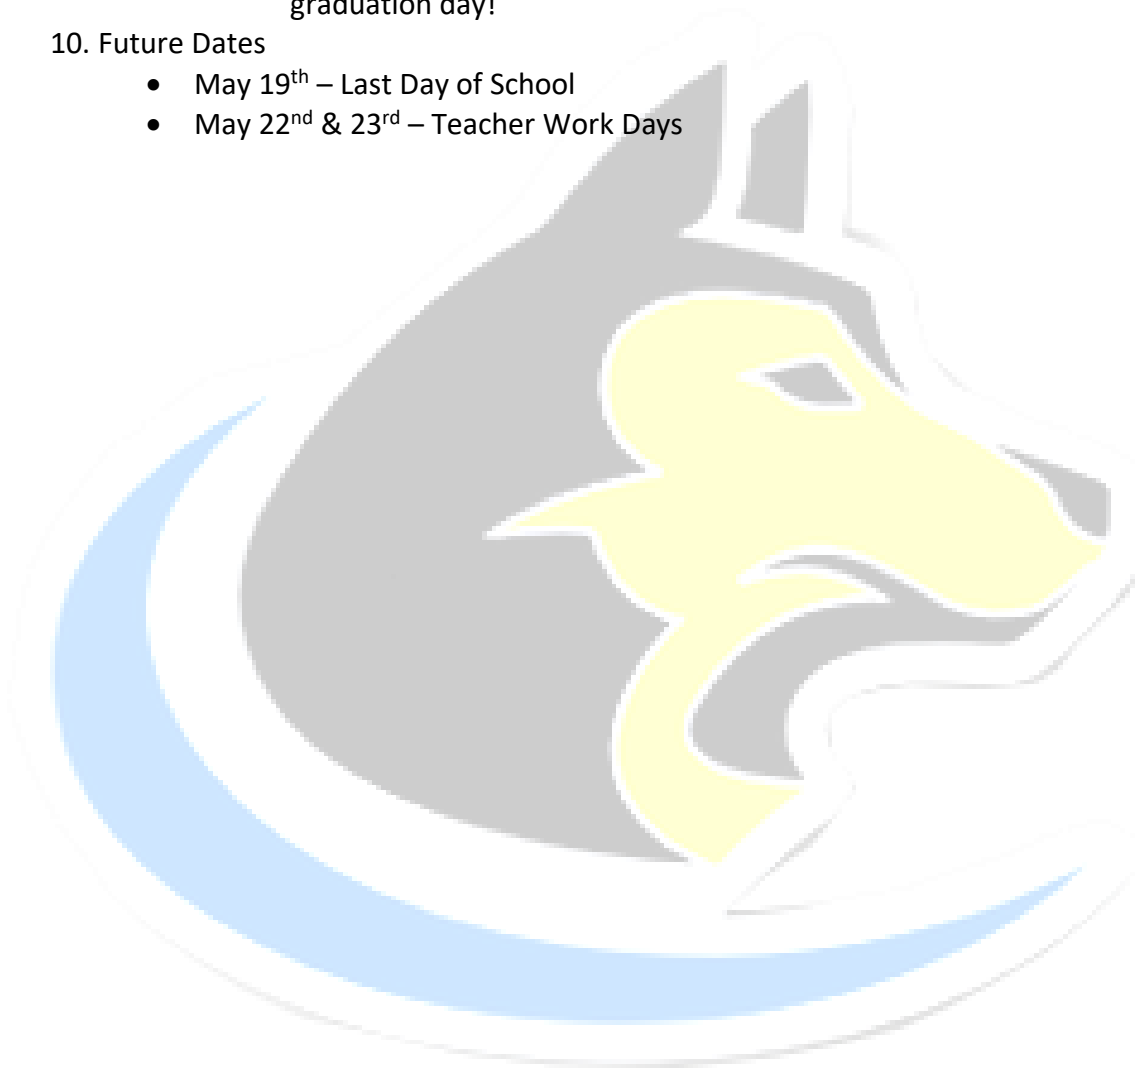 graduation day!
10. Future Dates
• May 19th – Last Day of School
• May 22nd & 23rd – Teacher Work Days